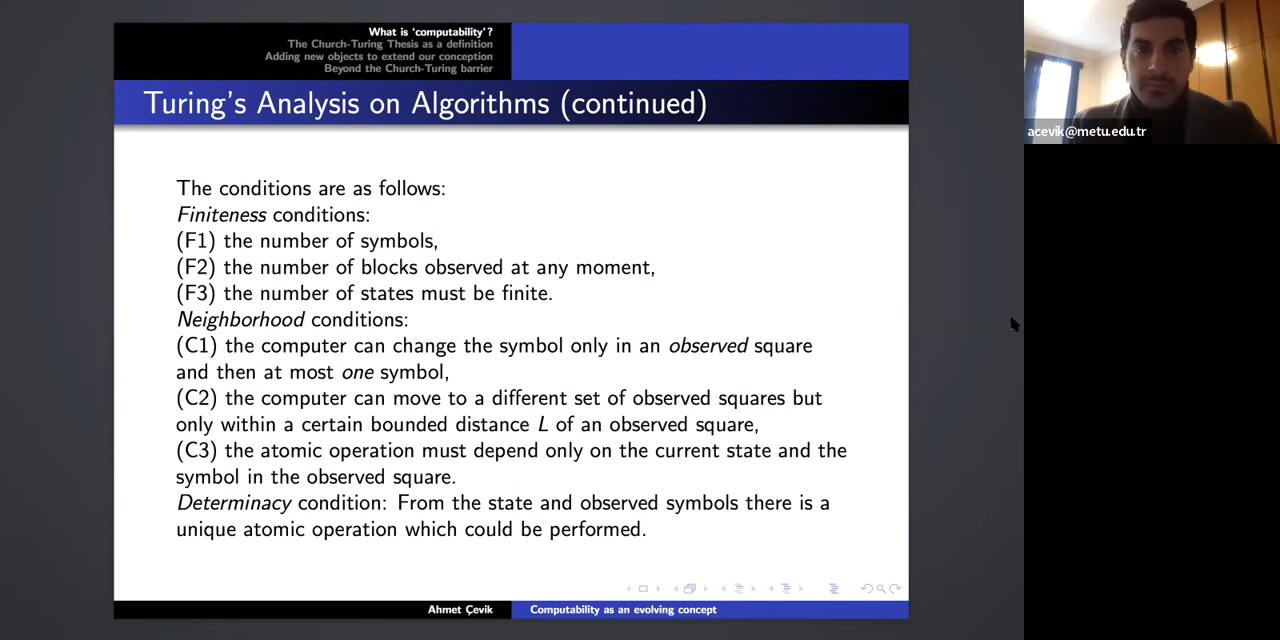 What is ‘computability’?
The Church-Turing Thesis as a definition
Adding new objects to extend our conception
Beyond the Church-Turing barrier
Turing's Analysis on Algorithms (continued)
The conditions are as follows:
Finiteness conditions:
(F1) the number of symbols,
(F2) the number of blocks observed at any moment,
(F3) the number of states must be finite.
Neighborhood conditions:
(C1) the computer can change the symbol only in an observed square
and then at most one symbol,
(C2) the computer can move to a different set of observed squares but
only within a certain bounded distance L of an observed square,
(C3) the atomic operation must depend only on the current state and the
symbol in the observed square.
Determinacy condition: From the state and observed symbols there is a
unique atomic operation which could be performed.
Ahmet Çevik
Computability as an evolving concept
acevik@metu.edu.tr